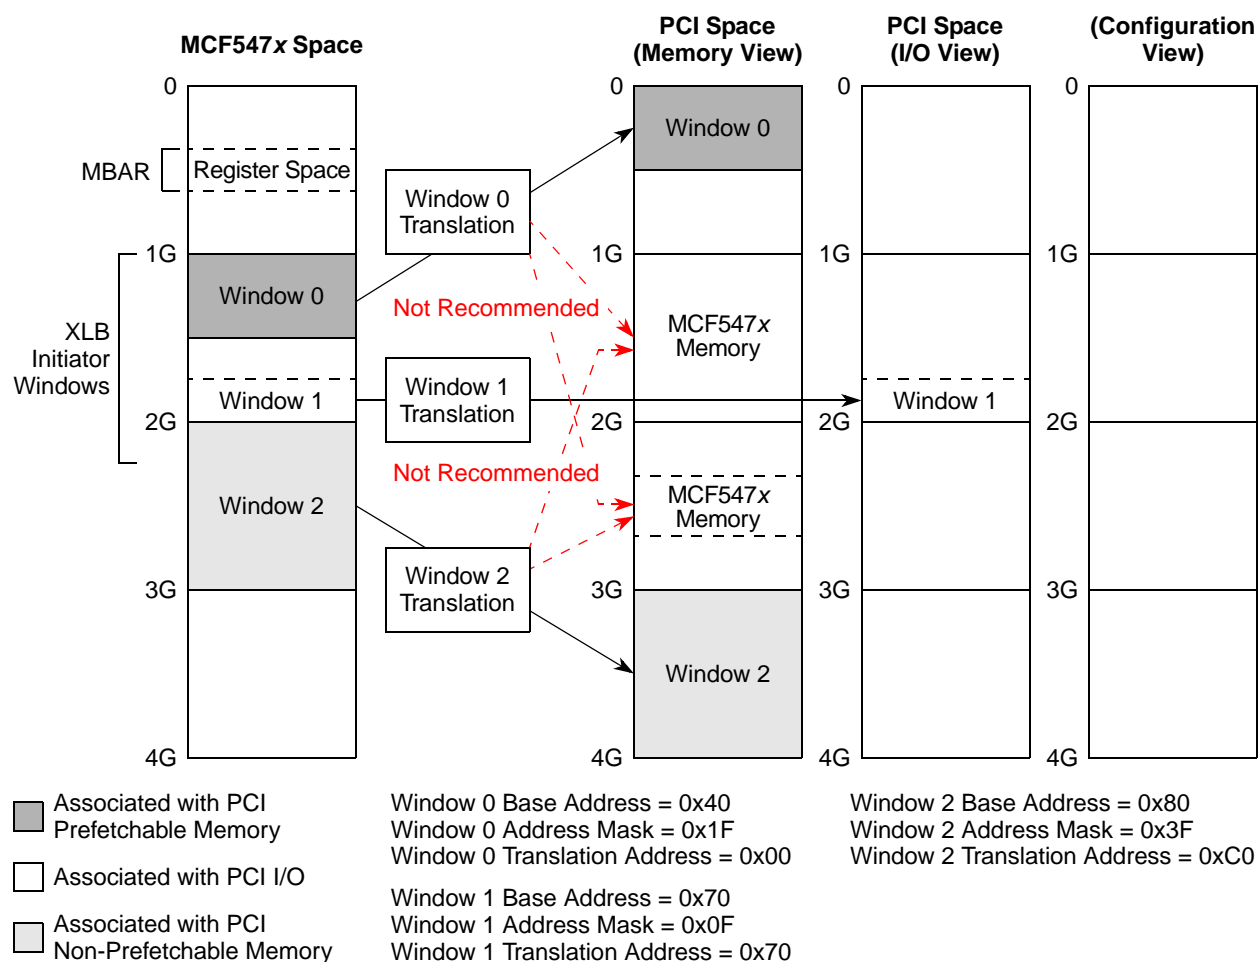 MCF547x Space
PCI Space
(Memory View)
PCI Space
(I/O View)
(Configuration
View)
0
1G
2G
3G
4G
MBAR
Register Space
XLB
Initiator
Windows
Window 0
Window 1
Window 2
Window 0
Translation
Window 1
Translation
Window 2
Translation
Not Recommended
Not Recommended
0
1G
2G
3G
4G
Window 0
MCF547x
Memory
MCF547x
Memory
Window 2
0
1G
2G
3G
4G
Window 1
0
1G
2G
3G
4G
Associated with PCI
Prefetchable Memory
Associated with PCI I/O
Associated with PCI
Non-Prefetchable Memory
Window 0 Base Address = 0x40
Window 0 Address Mask = 0x1F
Window 0 Translation Address = 0x00
Window 1 Base Address = 0x70
Window 1 Address Mask = 0x0F
Window 1 Translation Address = 0x70
Window 2 Base Address = 0x80
Window 2 Address Mask = 0x3F
Window 2 Translation Address = 0xC0